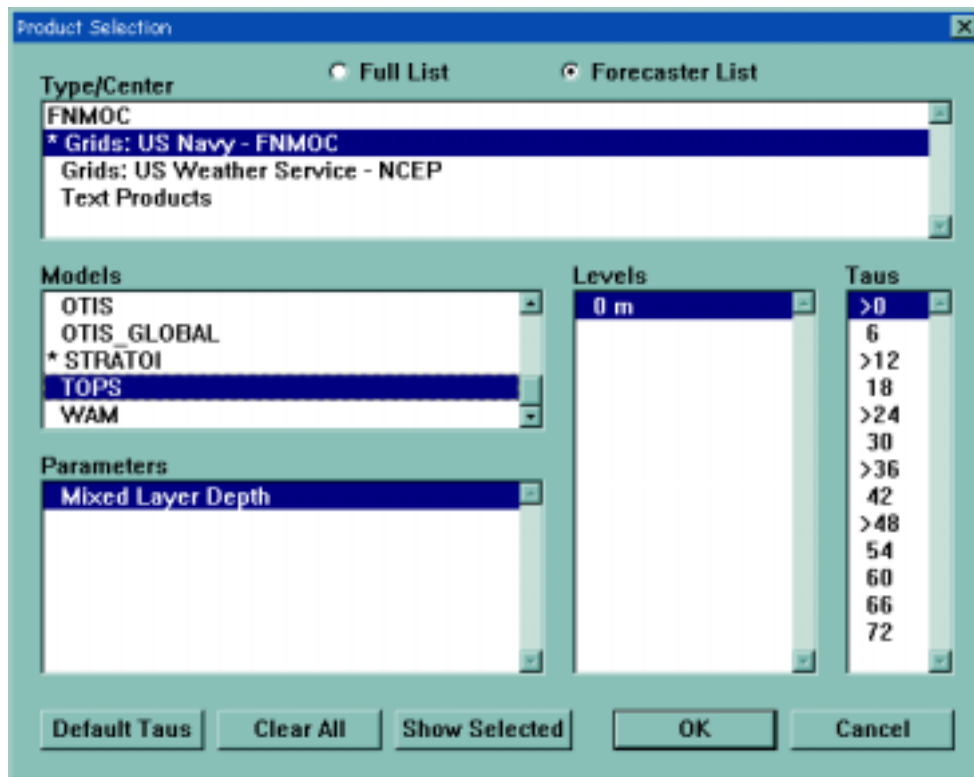 Product Selection
Full List
Forecaster List
Type/Center
FNMOC
* Grids: US Navy - FNMOC
Grids: US Weather Service - NCEP
Text Products
Models
OTIS
OTIS_GLOBAL
* STRATOI
TOPS
WAM
Parameters
Mixed Layer Depth
Levels
0 m
Taus
>0
6
>12
18
>24
30
>36
42
>48
54
60
66
72
Default Taus
Clear All
Show Selected
OK
Cancel